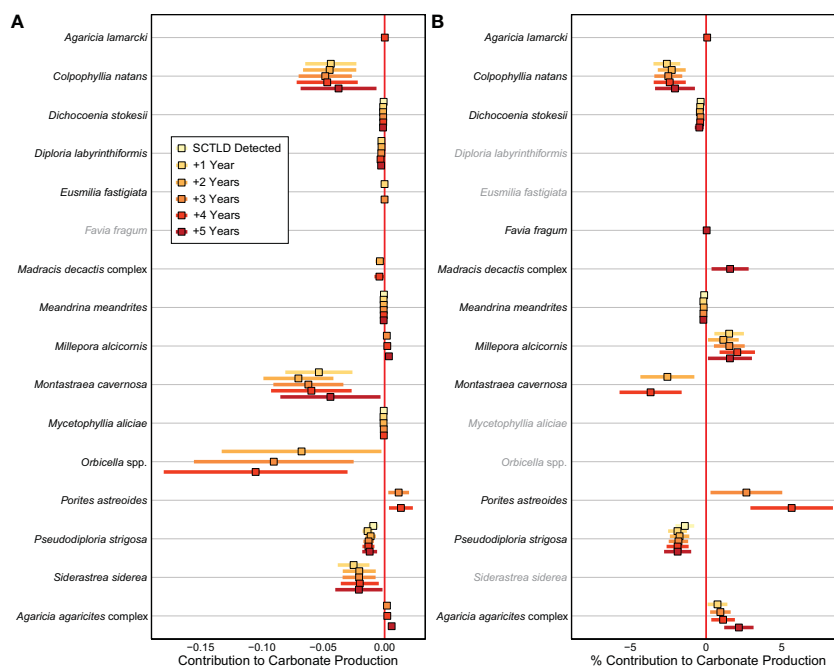 A
Agaricia lamarcki
Colpophyllia natans
Dichocoenia stokesii
Diploria labyrinthiformis
Eusmilia fastigiata
Favia fragum
Madracis decactis complex
Meandrina meandrites
Millepora alcicornis
Montastraea cavernosa
Mycetophyllia aliciae
Orbicella spp.
Porites astreoides
Pseudodiploria strigosa
Siderastrea siderea
Agaricia agaricites complex
SCTLD Detected
+1 Year
+2 Years
+3 Years
+4 Years
+5 Years
−0.15
−0.10
−0.05
0.00
Contribution to Carbonate Production
B
Agaricia lamarcki
Colpophyllia natans
Dichocoenia stokesii
Diploria labyrinthiformis
Eusmilia fastigiata
Favia fragum
Madracis decactis complex
Meandrina meandrites
Millepora alcicornis
Montastraea cavernosa
Mycetophyllia aliciae
Orbicella spp.
Porites astreoides
Pseudodiploria strigosa
Siderastrea siderea
Agaricia agaricites complex
−5
0
5
% Contribution to Carbonate Production